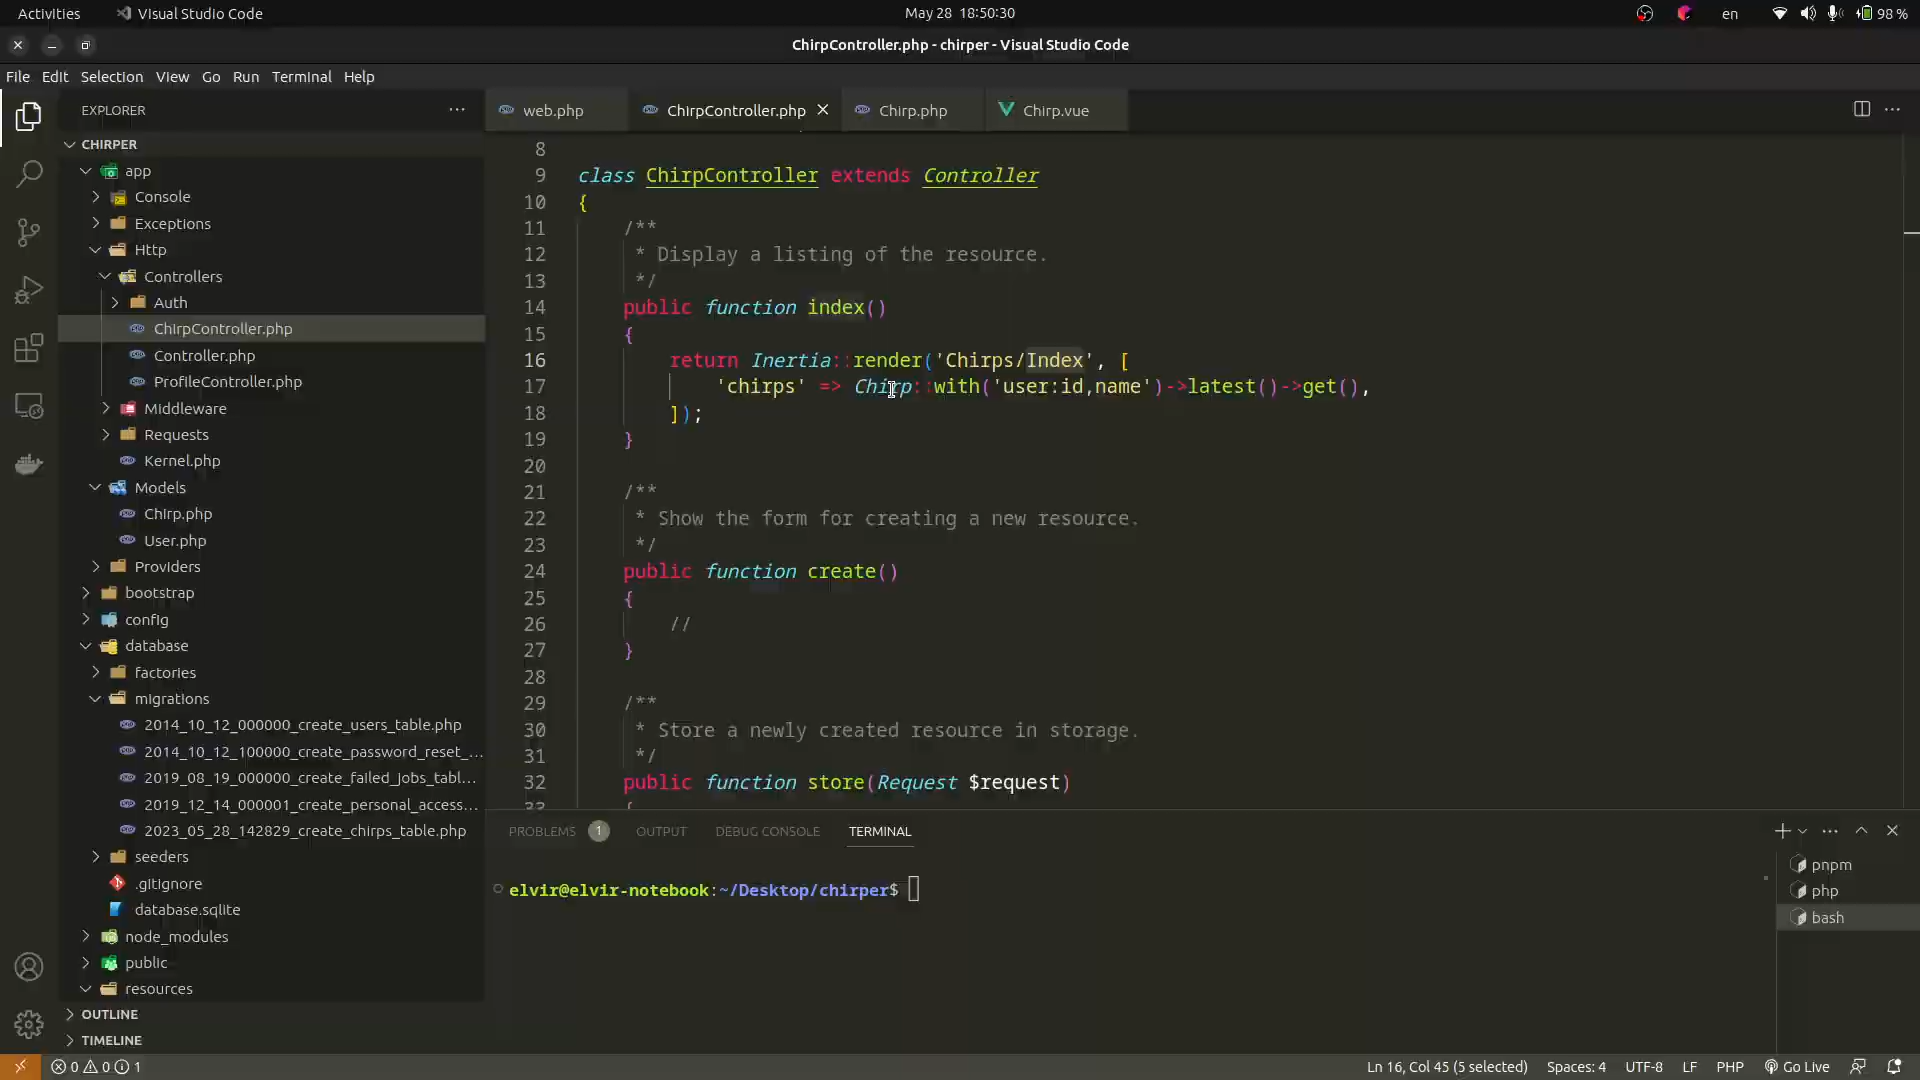 Activities
Visual Studio Code
May 28 18:50:30
en
98 %
ChirpController.php - chirper - Visual Studio Code
File Edit Selection View Go Run Terminal Help
EXPLORER
CHIRPER
app
Console
Exceptions
Http
Controllers
Auth
ChirpController.php
Controller.php
ProfileController.php
Middleware
Requests
Kernel.php
Models
Chirp.php
User.php
Providers
bootstrap
config
database
factories
migrations
2014_10_12_000000_create_users_table.php
2014_10_12_100000_create_password_reset_...
2019_08_19_000000_create_failed_jobs_tabl...
2019_12_14_000001_create_personal_access...
2023_05_28_142829_create_chirps_table.php
seeders
.gitignore
database.sqlite
node_modules
public
resources
OUTLINE
TIMELINE
web.php
ChirpController.php
Chirp.php
Chirp.vue
8
9 class ChirpController extends Controller
10 {
11 /**
12 * Display a listing of the resource.
13 */
14 public function index()
15 {
16 return Inertia::render('Chirps/Index', [
17 'chirps' => Chirp::with('user:id,name')->latest()->get(),
18 ]);
19 }
20
21 /**
22 * Show the form for creating a new resource.
23 */
24 public function create()
25 {
26 //
27 }
28
29 /**
30 * Store a newly created resource in storage.
31 */
32 public function store(Request $request)
33 {
PROBLEMS 1 OUTPUT DEBUG CONSOLE TERMINAL
elvir@elvir-notebook:~/Desktop/chirper$
pnpm
php
bash
0 0 1
Ln 16, Col 45 (5 selected) Spaces: 4 UTF-8 LF PHP Go Live